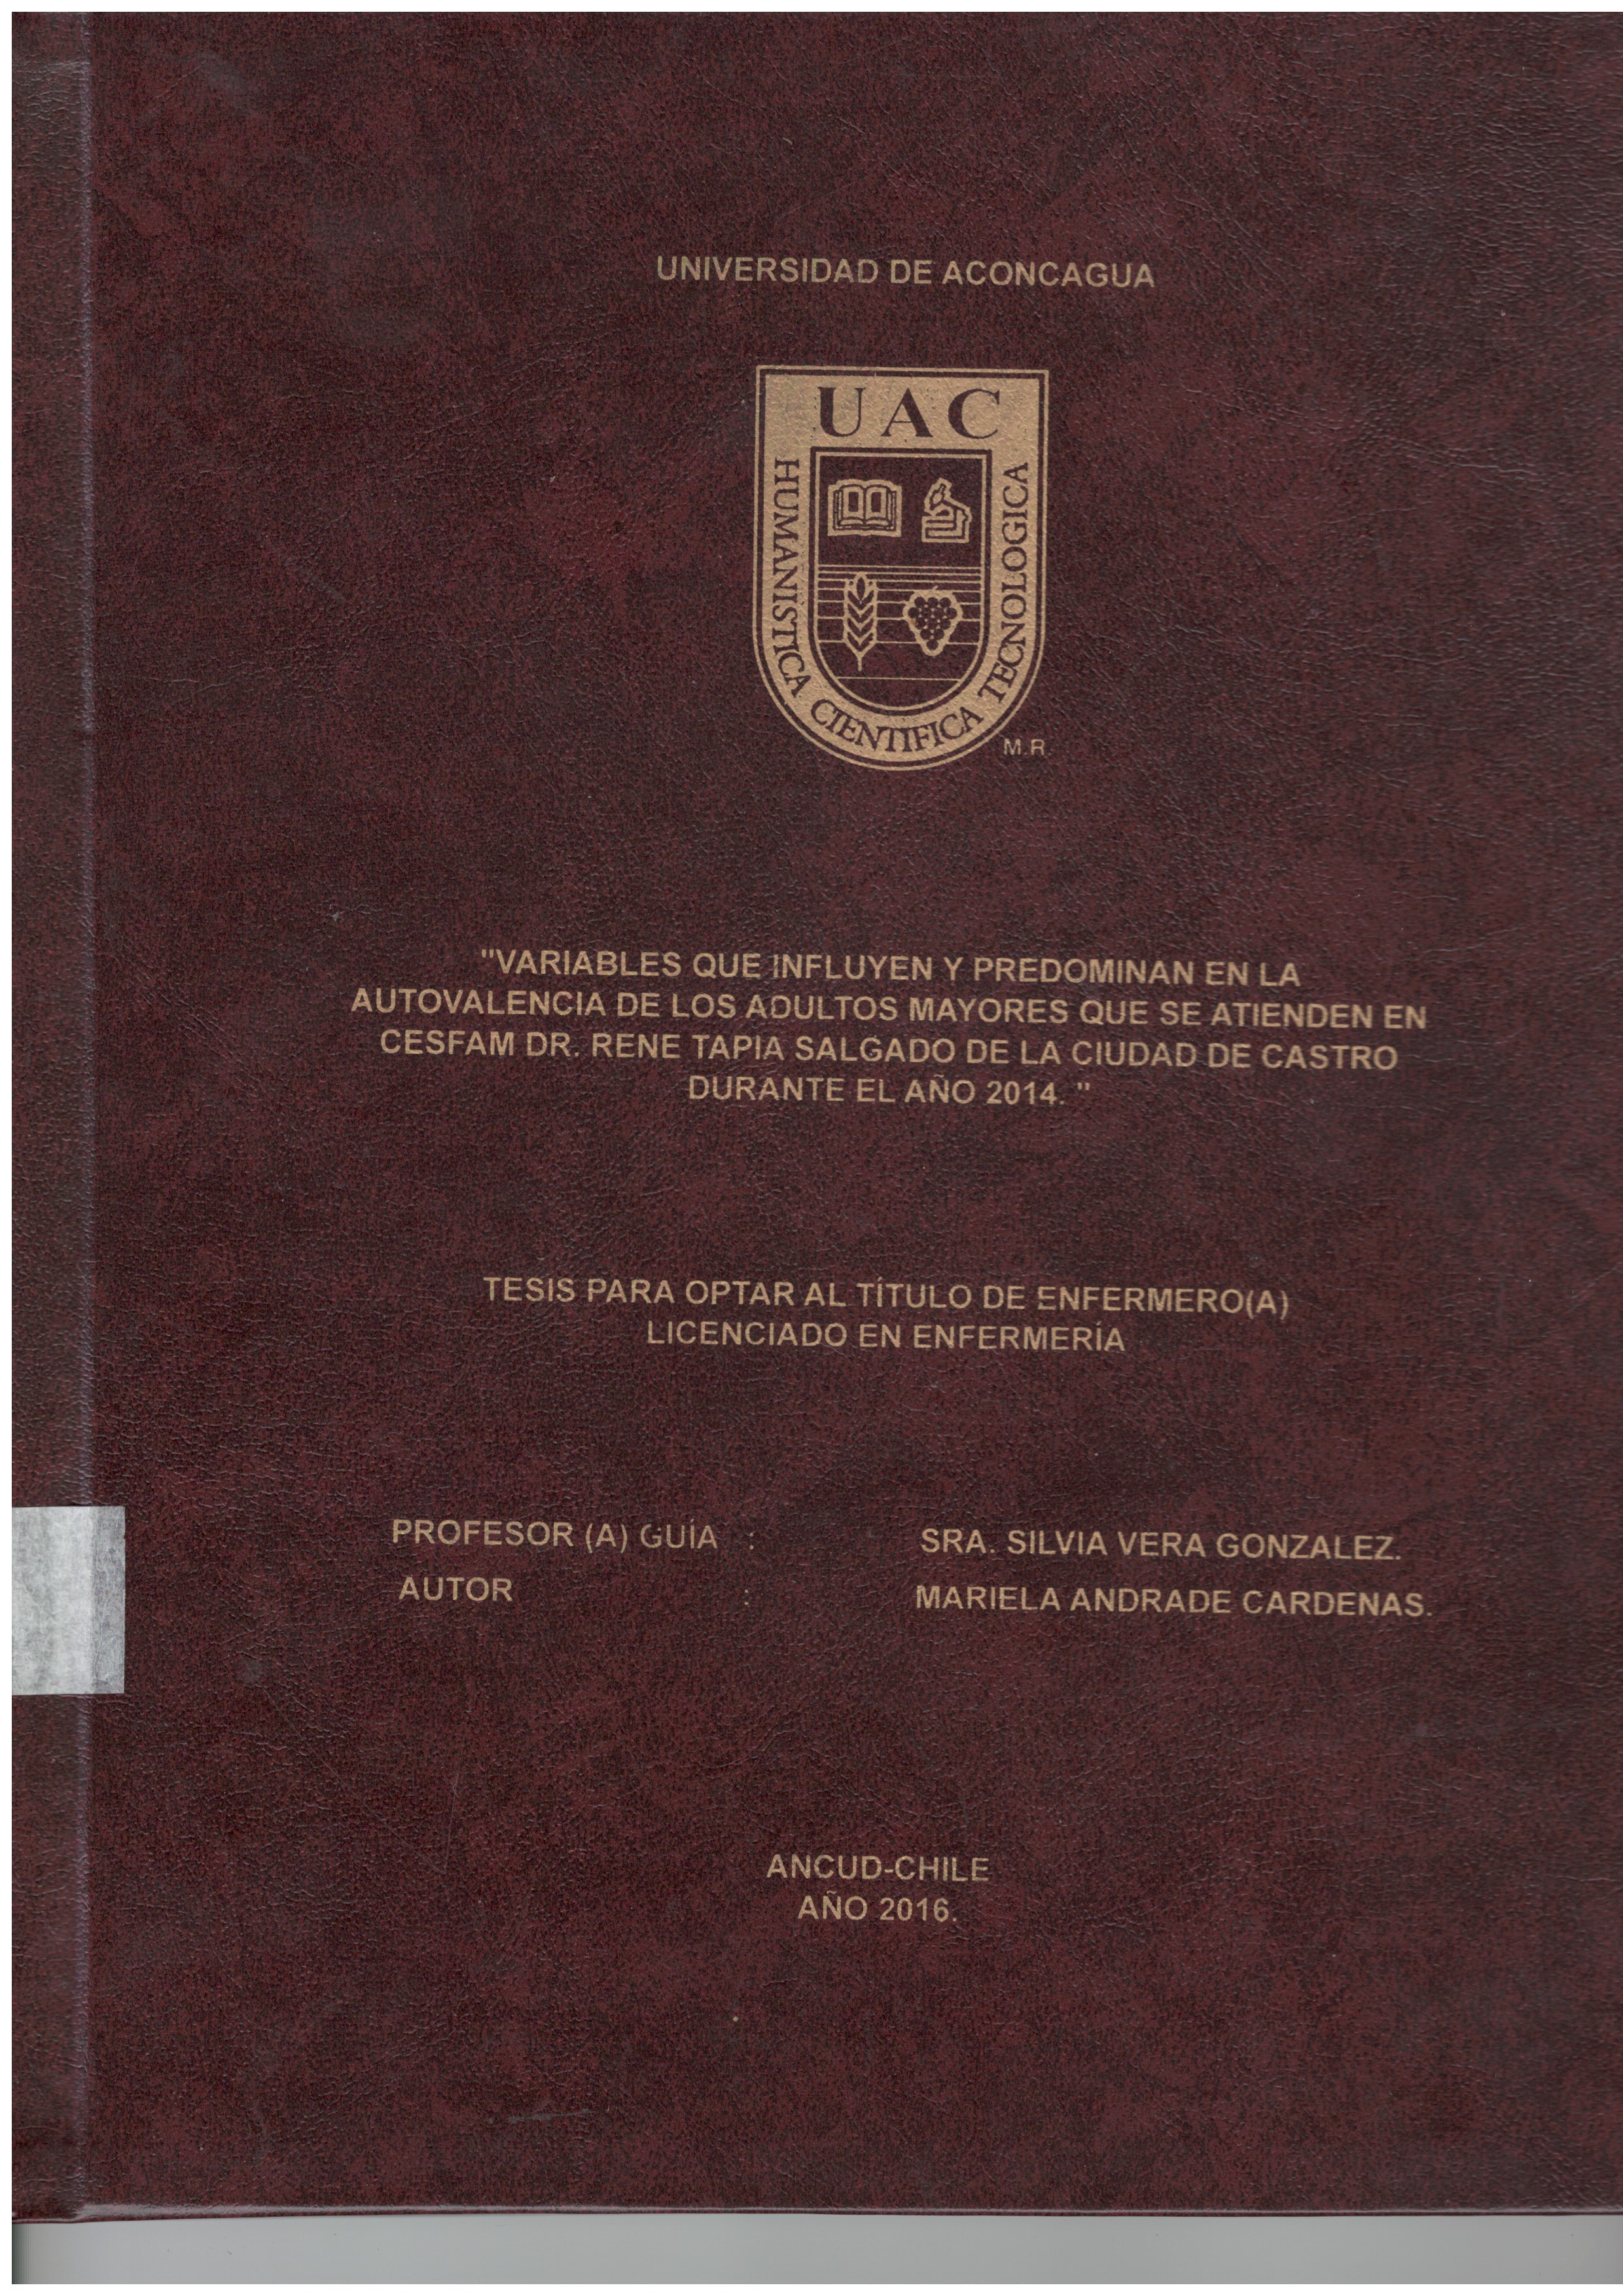 UNIVERSIDAD DE ACONCAGUA
UAC
HUMANISTICA CIENTIFICA TECNOLOGICA
M.R.
"VARIABLES QUE INFLUYEN Y PREDOMINAN EN LA
AUTOVALENCIA DE LOS ADULTOS MAYORES QUE SE ATIENDEN EN
CESFAM DR. RENE TAPIA SALGADO DE LA CIUDAD DE CASTRO
DURANTE EL AÑO 2014. "
TESIS PARA OPTAR AL TÍTULO DE ENFERMERO(A)
LICENCIADO EN ENFERMERÍA
PROFESOR (A) GUÍA : SRA. SILVIA VERA GONZALEZ.
AUTOR : MARIELA ANDRADE CARDENAS.
ANCUD-CHILE
AÑO 2016.